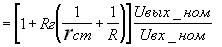 = [1 + Rг(1/rст + 1/R)] Uвых_ном/Uвх_ном